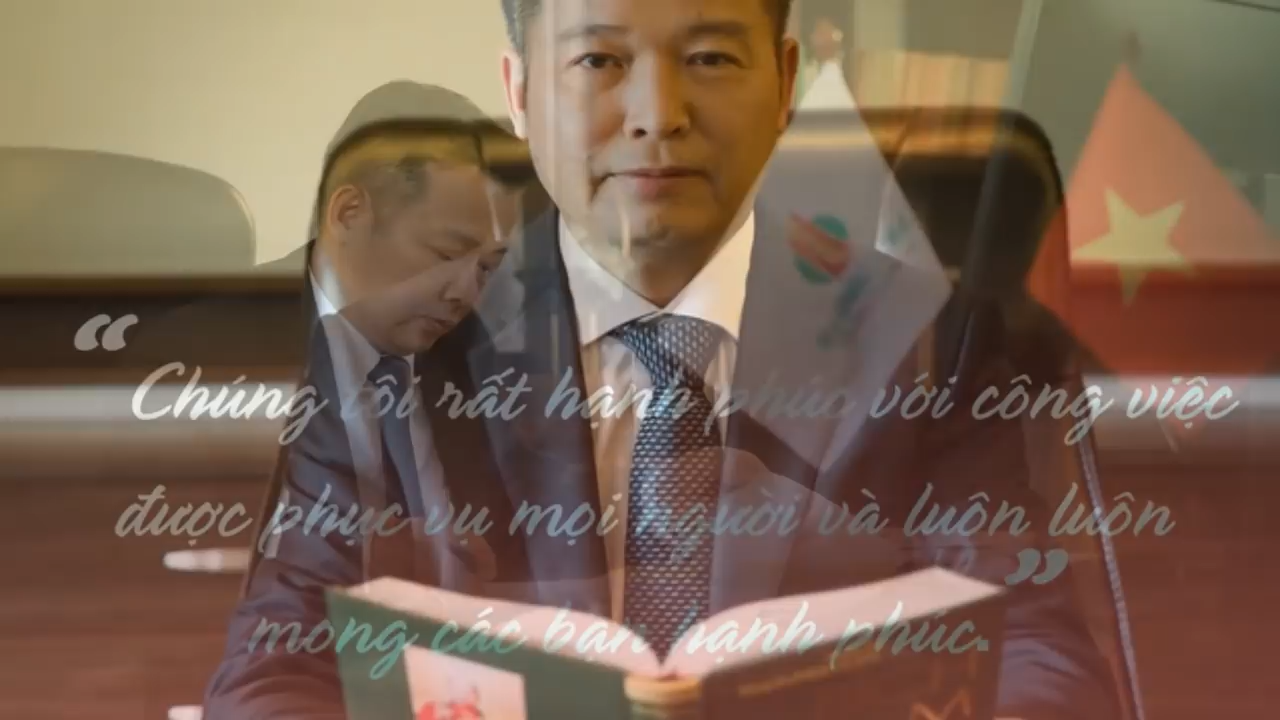 “Chúng tôi rất hạnh phúc với công việc
được phục vụ mọi người và luôn luôn
mong các bạn hạnh phúc.”